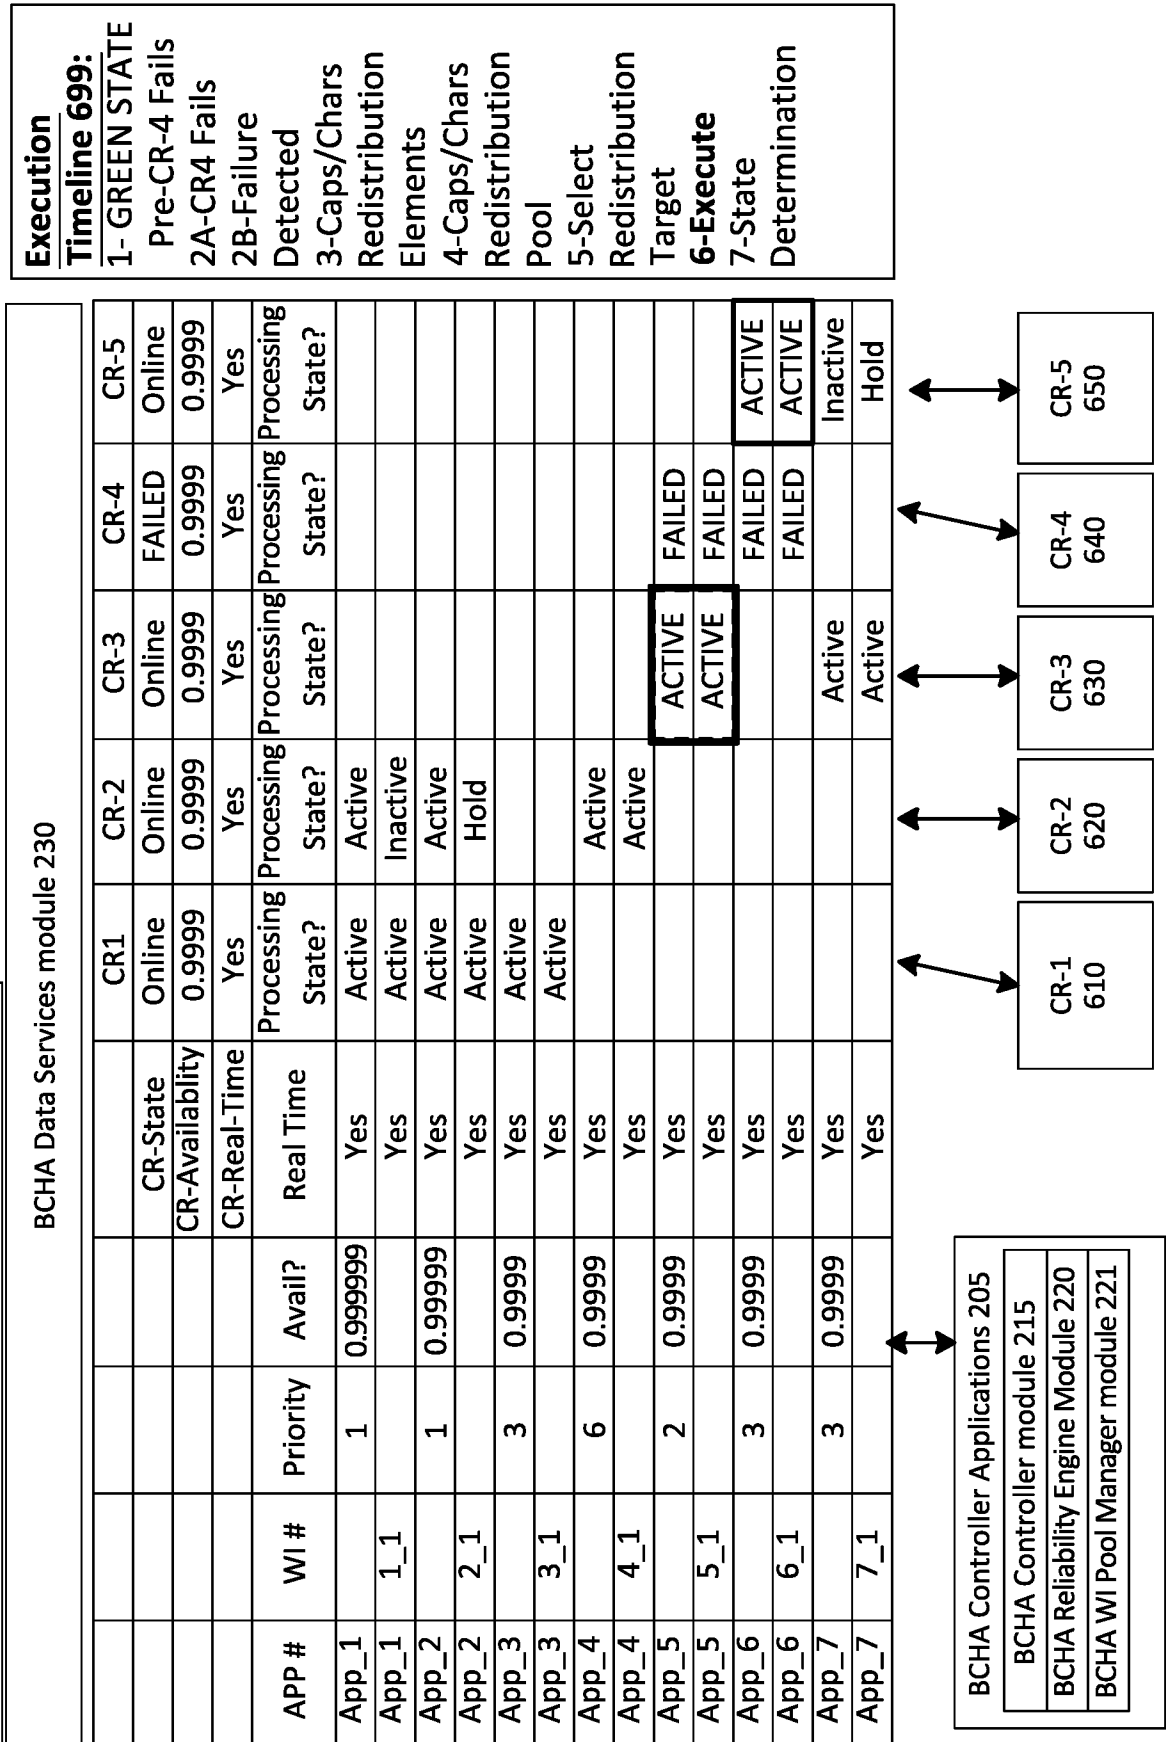 BCHA Data Services module 230
CR1 CR-2 CR-3 CR-4 CR-5
CR-State Online Online Online FAILED Online
CR-Availablity 0.9999 0.9999 0.9999 0.9999 0.9999
CR-Real-Time Yes Yes Yes Yes Yes
APP # WI # Priority Avail? Real Time Processing State? Processing State? Processing State? Processing State? Processing State?
App_1 1 0.999999 Yes Active Active
App_1 1_1 Yes Active Inactive
App_2 1 0.99999 Yes Active Active
App_2 2_1 Yes Active Hold
App_3 3 0.9999 Yes Active
App_3 3_1 Yes Active
App_4 6 0.9999 Yes Active
App_4 4_1 Yes Active
App_5 2 0.9999 Yes ACTIVE FAILED
App_5 5_1 Yes ACTIVE FAILED
App_6 3 0.9999 Yes FAILED ACTIVE
App_6 6_1 Yes FAILED ACTIVE
App_7 3 0.9999 Yes Active Inactive
App_7 7_1 Yes Active Hold
Execution
Timeline 699:
1- GREEN STATE
Pre-CR-4 Fails
2A-CR4 Fails
2B-Failure
Detected
3-Caps/Chars
Redistribution
Elements
4-Caps/Chars
Redistribution
Pool
5-Select
Redistribution
Target
6-Execute
7-State
Determination
BCHA Controller Applications 205
BCHA Controller module 215
BCHA Reliability Engine Module 220
BCHA WI Pool Manager module 221
CR-1
610
CR-2
620
CR-3
630
CR-4
640
CR-5
650